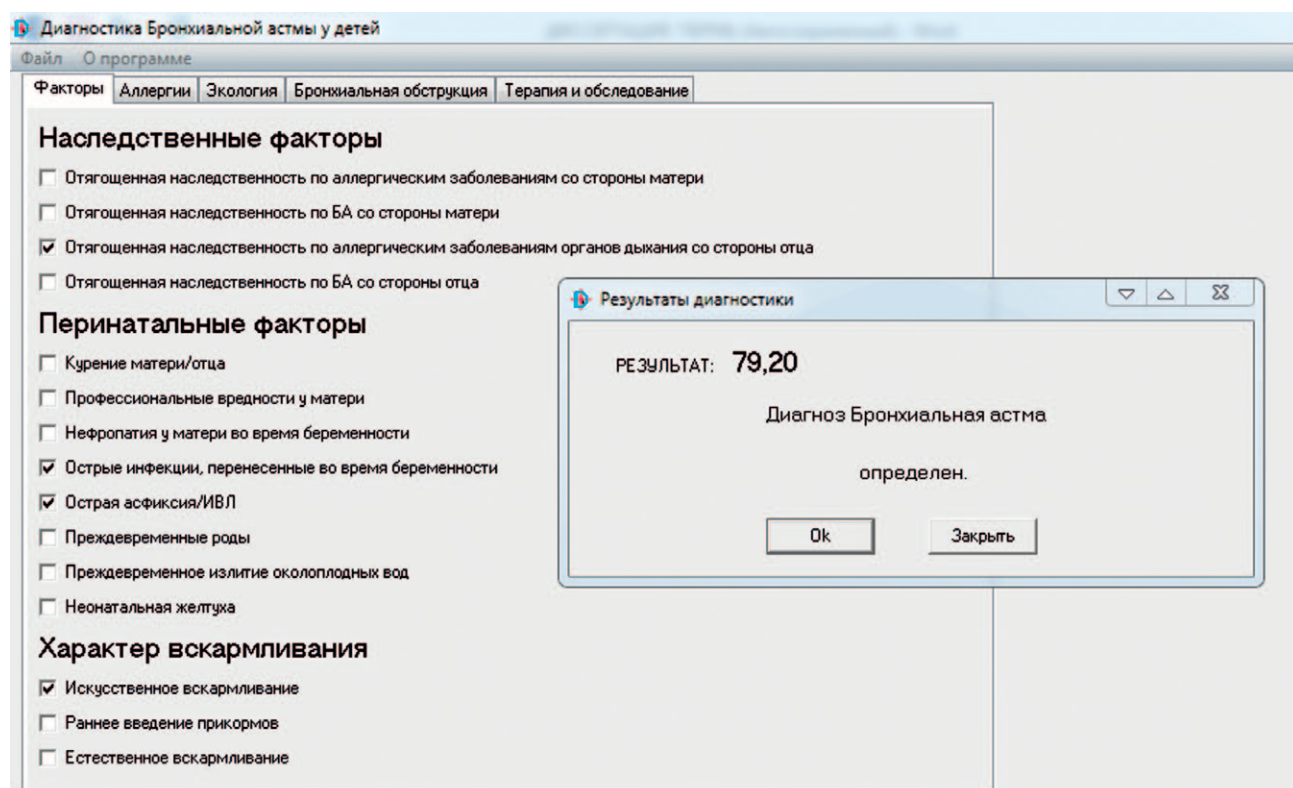 Диагностика Бронхиальной астмы у детей
Файл О программе
Факторы Аллергии Экология Бронхиальная обструкция Терапия и обследование
Наследственные факторы
Отягощенная наследственность по аллергическим заболеваниям со стороны матери
Отягощенная наследственность по БА со стороны матери
Отягощенная наследственность по аллергическим заболеваниям органов дыхания со стороны отца
Отягощенная наследственность по БА со стороны отца
Перинатальные факторы
Курение матери/отца
Профессиональные вредности у матери
Нефропатия у матери во время беременности
Острые инфекции, перенесенные во время беременности
Острая асфиксия/ИВЛ
Преждевременные роды
Преждевременное излитие околоплодных вод
Неонатальная желтуха
Характер вскармливания
Искусственное вскармливание
Раннее введение прикормов
Естественное вскармливание
Результаты диагностики
РЕЗУЛЬТАТ: 79,20
Диагноз Бронхиальная астма
определен.
Ok Закрыть